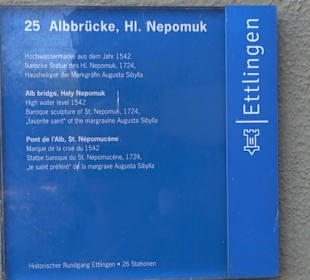 25 Albbrücke, Hl. Nepomuk
Hochwassermarke aus dem Jahr 1542
Barocke Statue des Hl. Nepomuk, 1724,
Hausheiliger der Markgräfin Augusta Sibylla
Alb bridge, Holy Nepomuk
High water level 1542
Baroque sculpture of St. Nepomuk, 1724,
„favorite saint“ of the margravine Augusta Sibylla
Pont de l'Alb, St. Népomucène
Marque de la crue du 1542
Statue baroque du St. Népomucène, 1724,
„le saint préféré“ de la margrave Augusta Sibylla
Historischer Rundgang Ettlingen • 26 Stationen
Ettlingen